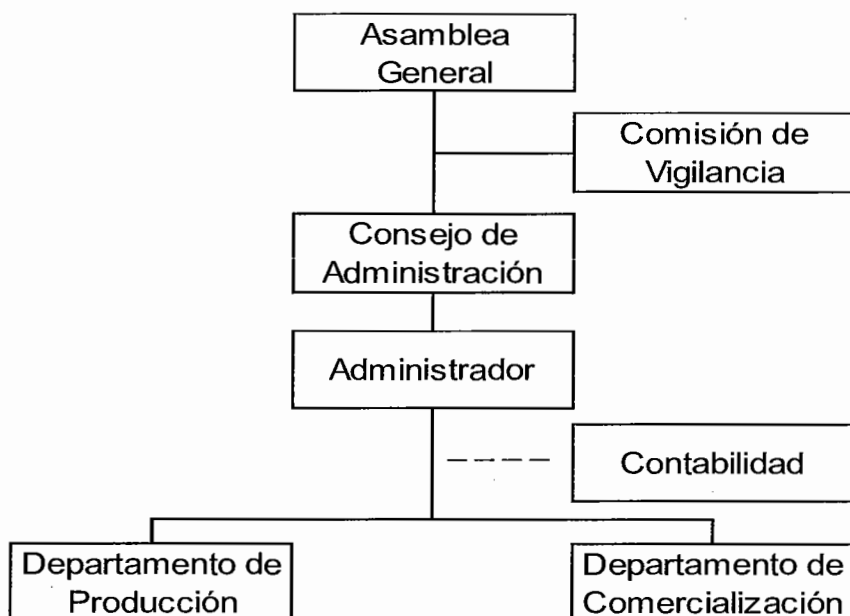 Asamblea
General
Comisión de
Vigilancia
Consejo de
Administración
Administrador
Contabilidad
Departamento de
Producción
Departamento de
Comercialización